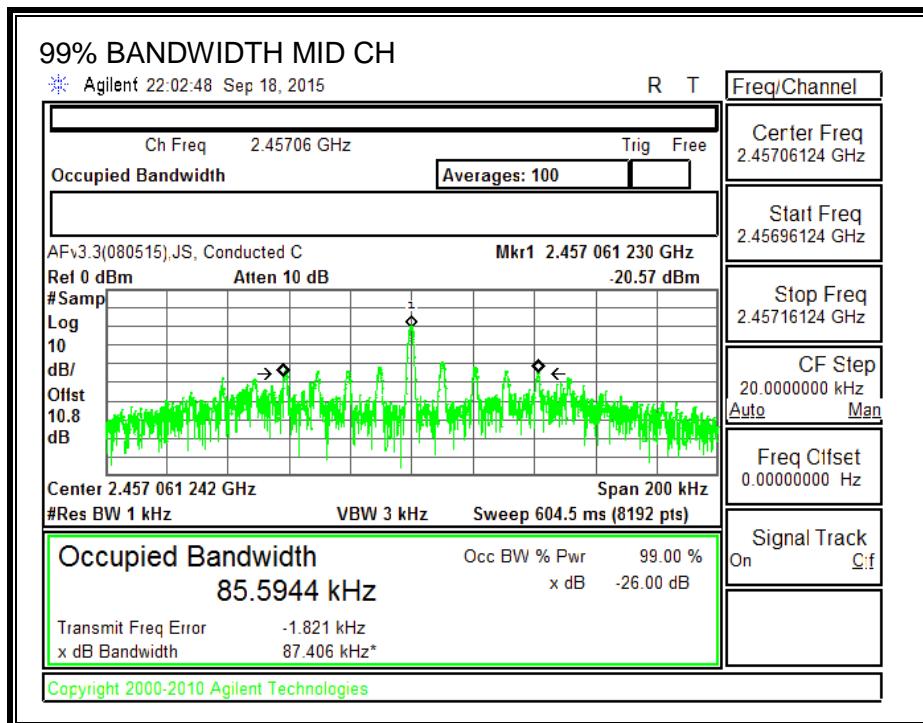 99% BANDWIDTH MID CH
Agilent 22:02:48 Sep 18, 2015 R T
Freq/Channel
Ch Freq 2.45706 GHz Trig Free
Occupied Bandwidth Averages: 100
Center Freq
2.45706124 GHz
Start Freq
2.45696124 GHz
Stop Freq
2.45716124 GHz
CF Step
20.0000000 kHz
Auto Man
Freq Offset
0.00000000 Hz
Signal Track
On Off
AFv3.3(080515),JS, Conducted C Mkr1 2.457 061 230 GHz
Ref 0 dBm Atten 10 dB -20.57 dBm
#Samp
Log
10
dB/
Offst
10.8
dB
1
Center 2.457 061 242 GHz Span 200 kHz
#Res BW 1 kHz VBW 3 kHz Sweep 604.5 ms (8192 pts)
Occupied Bandwidth Occ BW % Pwr 99.00 %
85.5944 kHz x dB -26.00 dB
Transmit Freq Error -1.821 kHz
x dB Bandwidth 87.406 kHz*
Copyright 2000-2010 Agilent Technologies